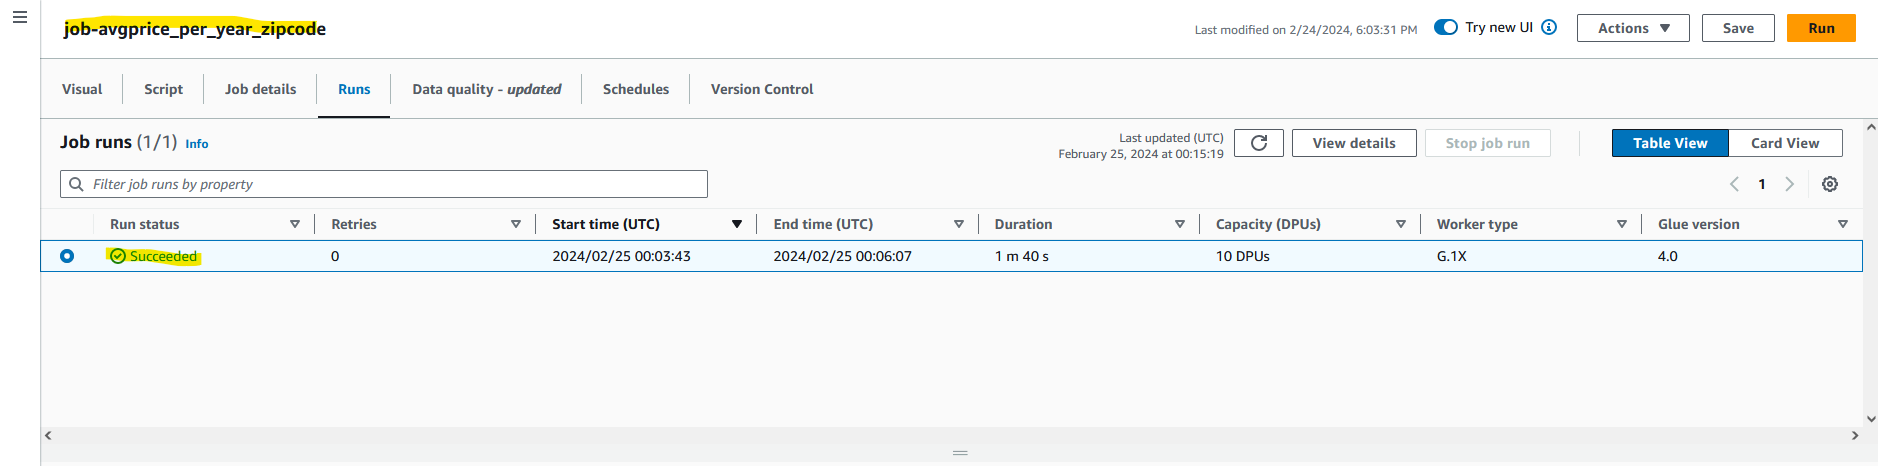 job-avgprice_per_year_zipcode
Last modified on 2/24/2024, 6:03:31 PM
Try new UI
Actions
Save
Run
Visual
Script
Job details
Runs
Data quality - updated
Schedules
Version Control
Job runs (1/1) Info
Last updated (UTC)
February 25, 2024 at 00:15:19
View details
Stop job run
Table View
Card View
Filter job runs by property
1
Run status Retries Start time (UTC) End time (UTC) Duration Capacity (DPUs) Worker type Glue version
Succeeded 0 2024/02/25 00:03:43 2024/02/25 00:06:07 1 m 40 s 10 DPUs G.1X 4.0